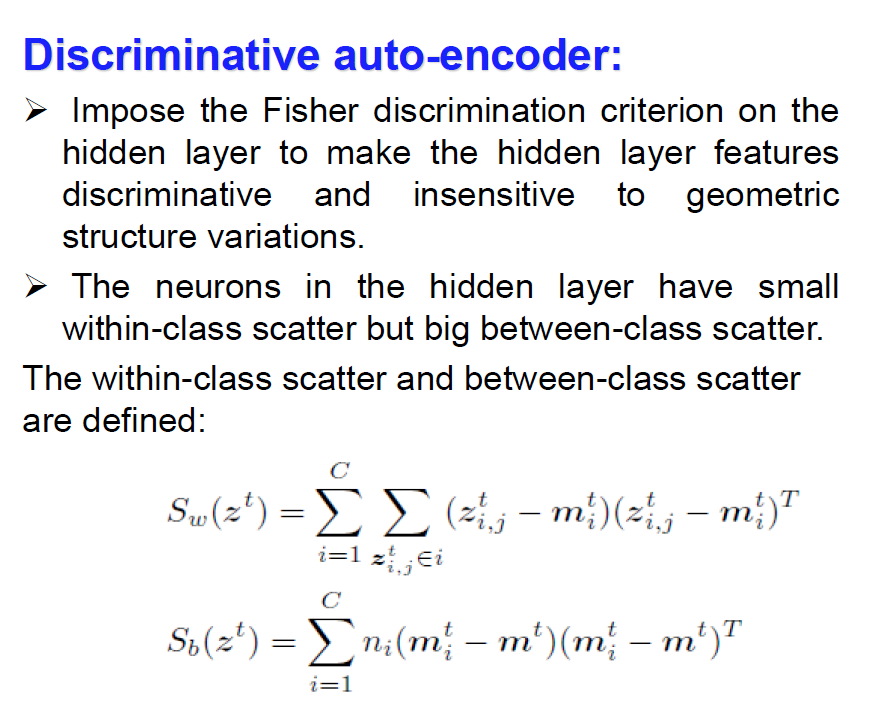 Discriminative auto-encoder:
➢ Impose the Fisher discrimination criterion on the
hidden layer to make the hidden layer features
discriminative and insensitive to geometric
structure variations.
➢ The neurons in the hidden layer have small
within-class scatter but big between-class scatter.
The within-class scatter and between-class scatter
are defined:
$S_w(z^t) = \sum_{i=1}^{C} \sum_{\boldsymbol{z}_{i,j}^t \in i} (\boldsymbol{z}_{i,j}^t - \boldsymbol{m}_i^t)(\boldsymbol{z}_{i,j}^t - \boldsymbol{m}_i^t)^T$
$S_b(z^t) = \sum_{i=1}^{C} n_i (\boldsymbol{m}_i^t - \boldsymbol{m}^t)(\boldsymbol{m}_i^t - \boldsymbol{m}^t)^T$